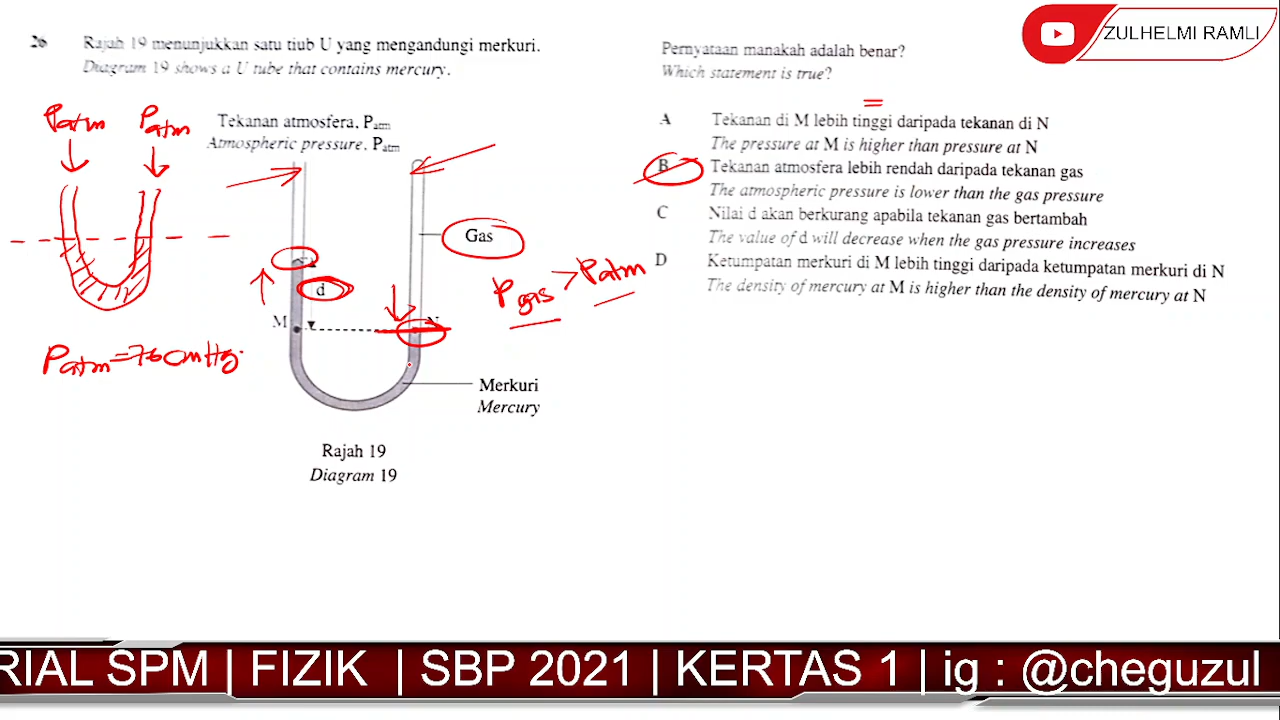 26 Rajah 19 menunjukkan satu tiub U yang mengandungi merkuri.
Diagram 19 shows a U tube that contains mercury.
Patm Patm
Tekanan atmosfera, Patm
Atmospheric pressure, Patm
Gas
d
M
N
Pgas > Patm
Patm = 76 cmHg
Merkuri
Mercury
Rajah 19
Diagram 19
ZULHELMI RAMLI
Pernyataan manakah adalah benar?
Which statement is true?
=
A Tekanan di M lebih tinggi daripada tekanan di N
The pressure at M is higher than pressure at N
B Tekanan atmosfera lebih rendah daripada tekanan gas
The atmospheric pressure is lower than the gas pressure
C Nilai d akan berkurang apabila tekanan gas bertambah
The value of d will decrease when the gas pressure increases
D Ketumpatan merkuri di M lebih tinggi daripada ketumpatan merkuri di N
The density of mercury at M is higher than the density of mercury at N
RIAL SPM | FIZIK | SBP 2021 | KERTAS 1 | ig : @cheguzul